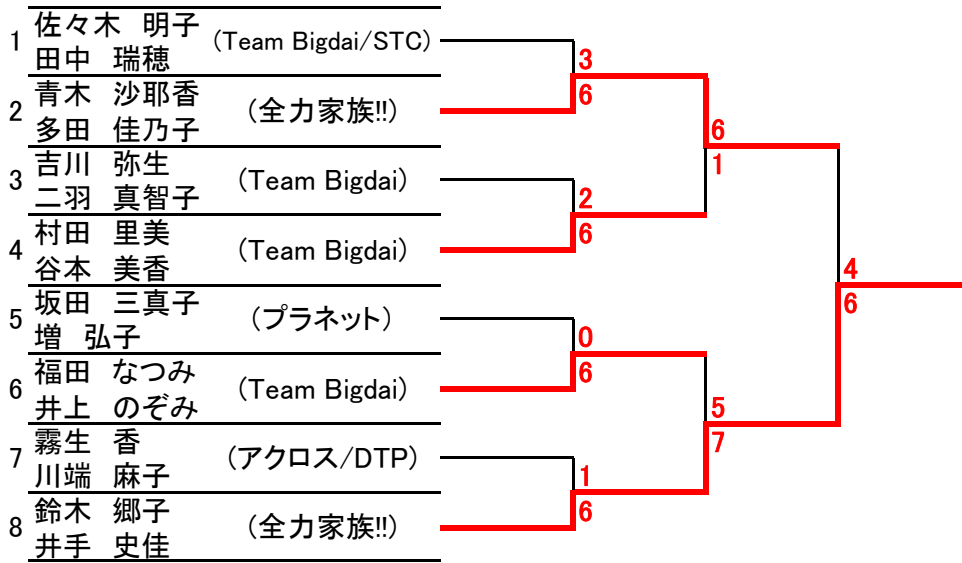 1 佐々木 明子 (Team Bigdai/STC)
田中 瑞穂
3
2 青木 沙耶香 (全力家族!!)
多田 佳乃子
6
6
1
3 吉川 弥生 (Team Bigdai)
二羽 真智子
2
4 村田 里美 (Team Bigdai)
谷本 美香
6
4
6
5 坂田 三真子 (プラネット)
増 弘子
0
6 福田 なつみ (Team Bigdai)
井上 のぞみ
6
5
7
7 霧生 香 (アクロス/DTP)
川端 麻子
1
8 鈴木 郷子 (全力家族!!)
井手 史佳
6